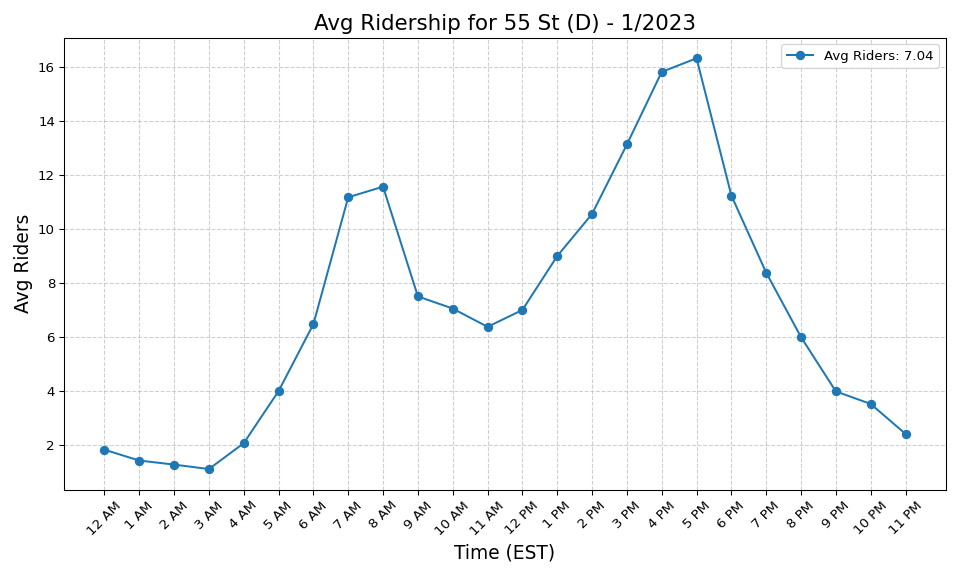 Avg Ridership for 55 St (D) - 1/2023
Avg Riders: 7.04
16
14
12
10
8
6
4
2
Avg Riders
12 AM
1 AM
2 AM
3 AM
4 AM
5 AM
6 AM
7 AM
8 AM
9 AM
10 AM
11 AM
12 PM
1 PM
2 PM
3 PM
4 PM
5 PM
6 PM
7 PM
8 PM
9 PM
10 PM
11 PM
Time (EST)